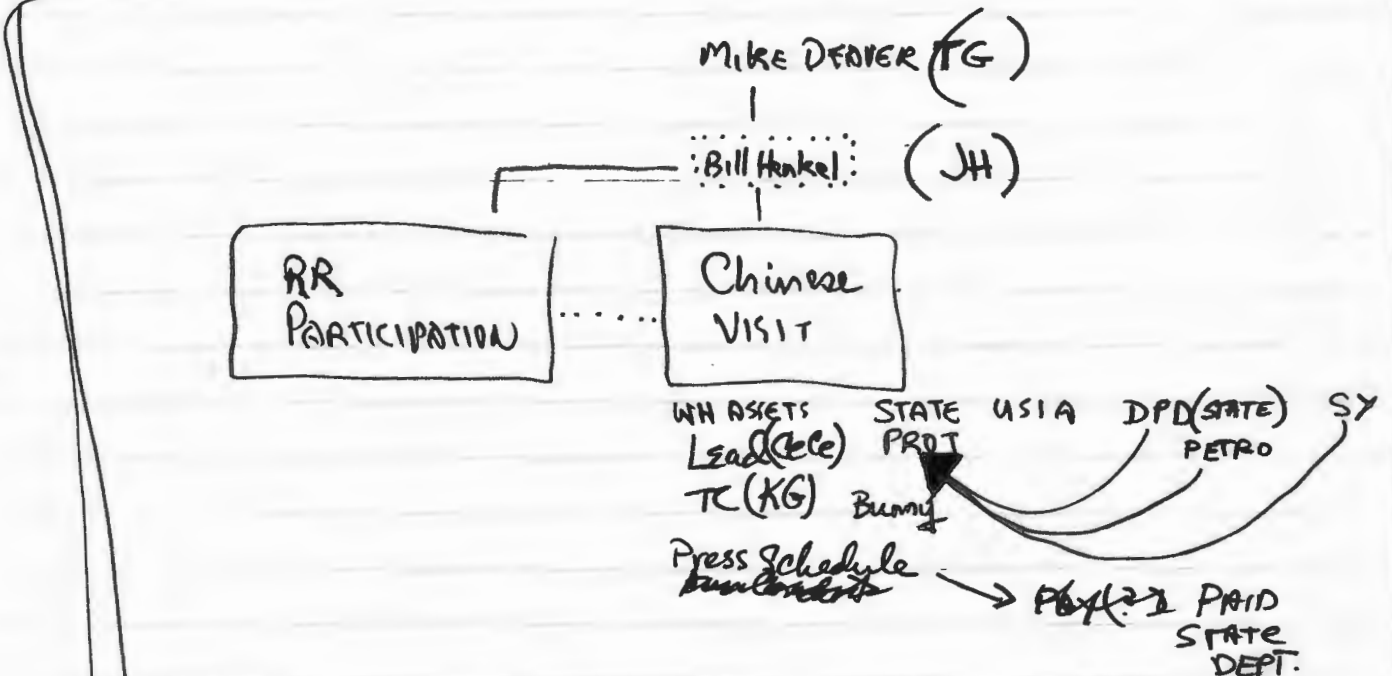 MIKE DEAVER (TG)
Bill Henkel (JH)
RR
PARTICIPATION
Chinese
VISIT
WH ASSETS STATE USIA DPD(STATE) SY
Lead(CeCe) PROT PETRO
TC (KG) Bunny
Press Schedule
PAID
STATE
DEPT.